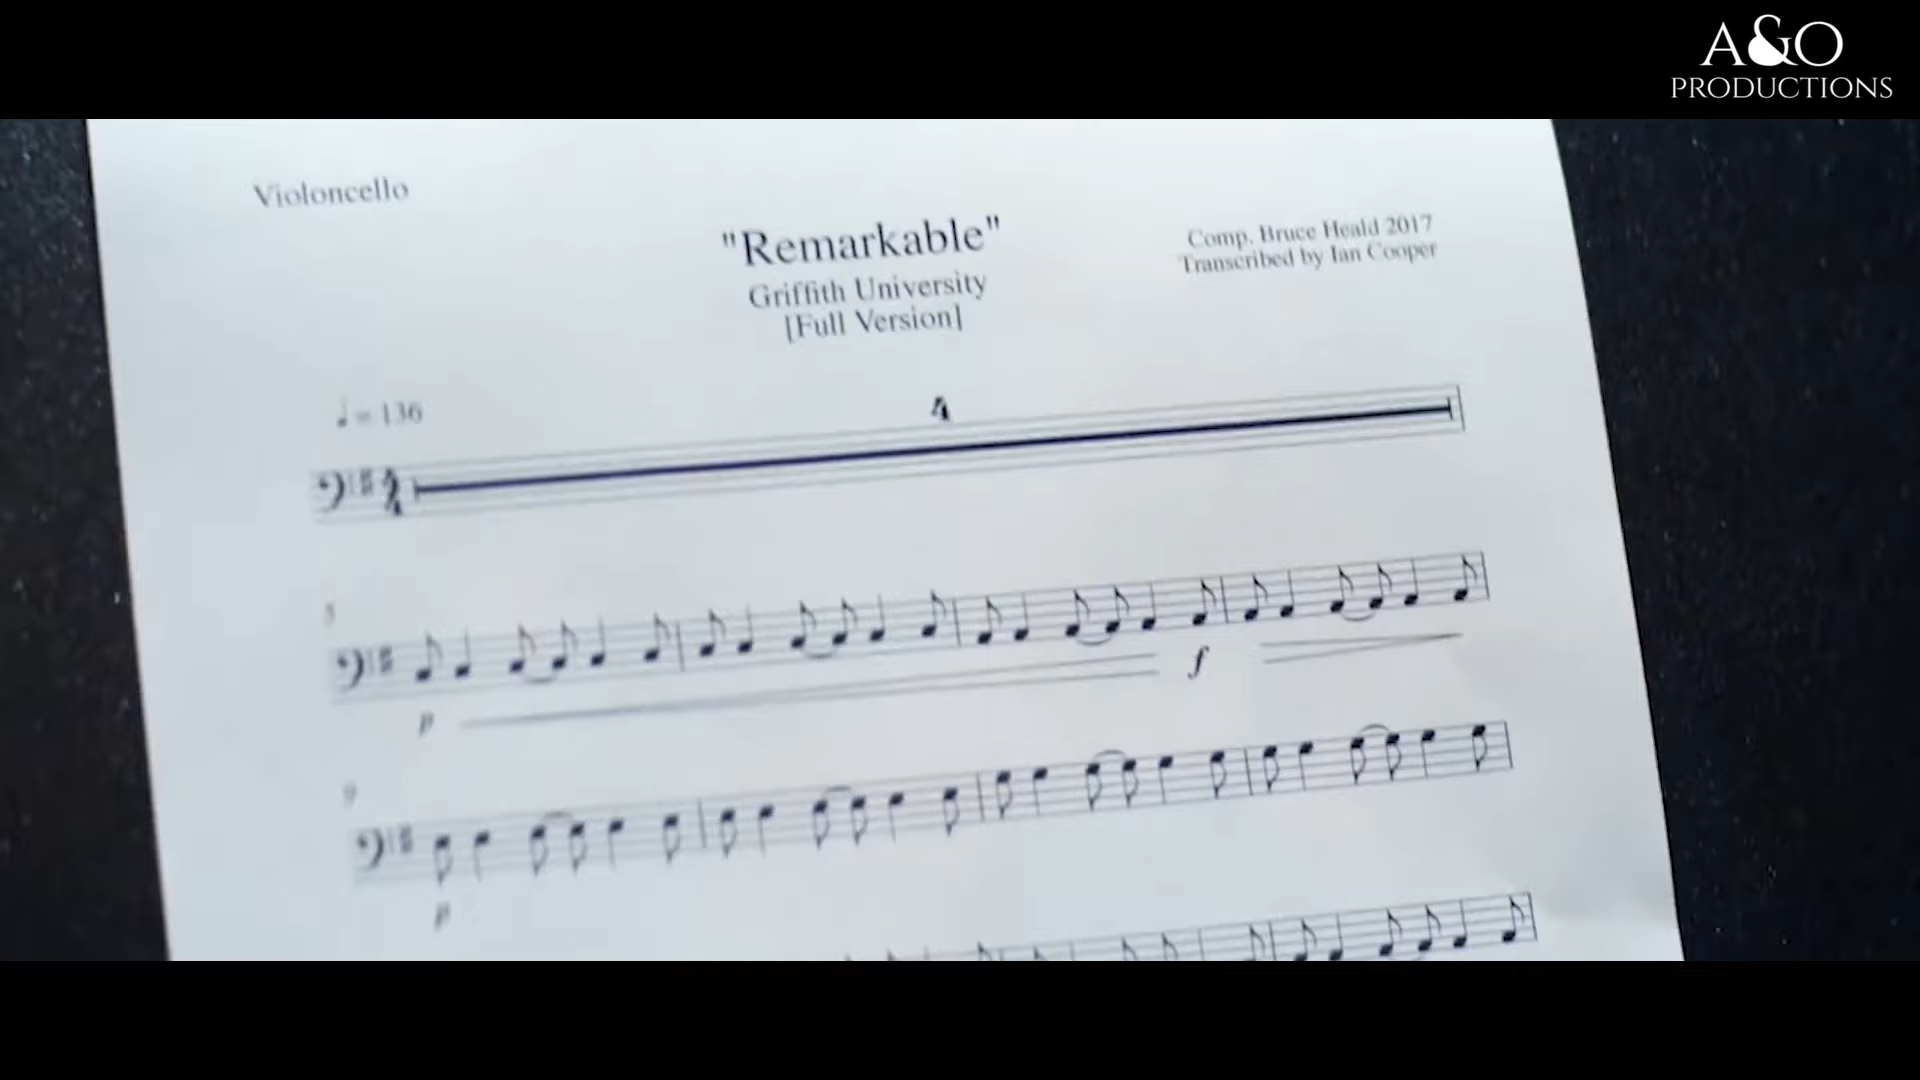 A&O
PRODUCTIONS
Violoncello
"Remarkable"
Griffith University
[Full Version]
Comp. Bruce Heald 2017
Transcribed by Ian Cooper
♩ = 136
4
5
p
f
9
p